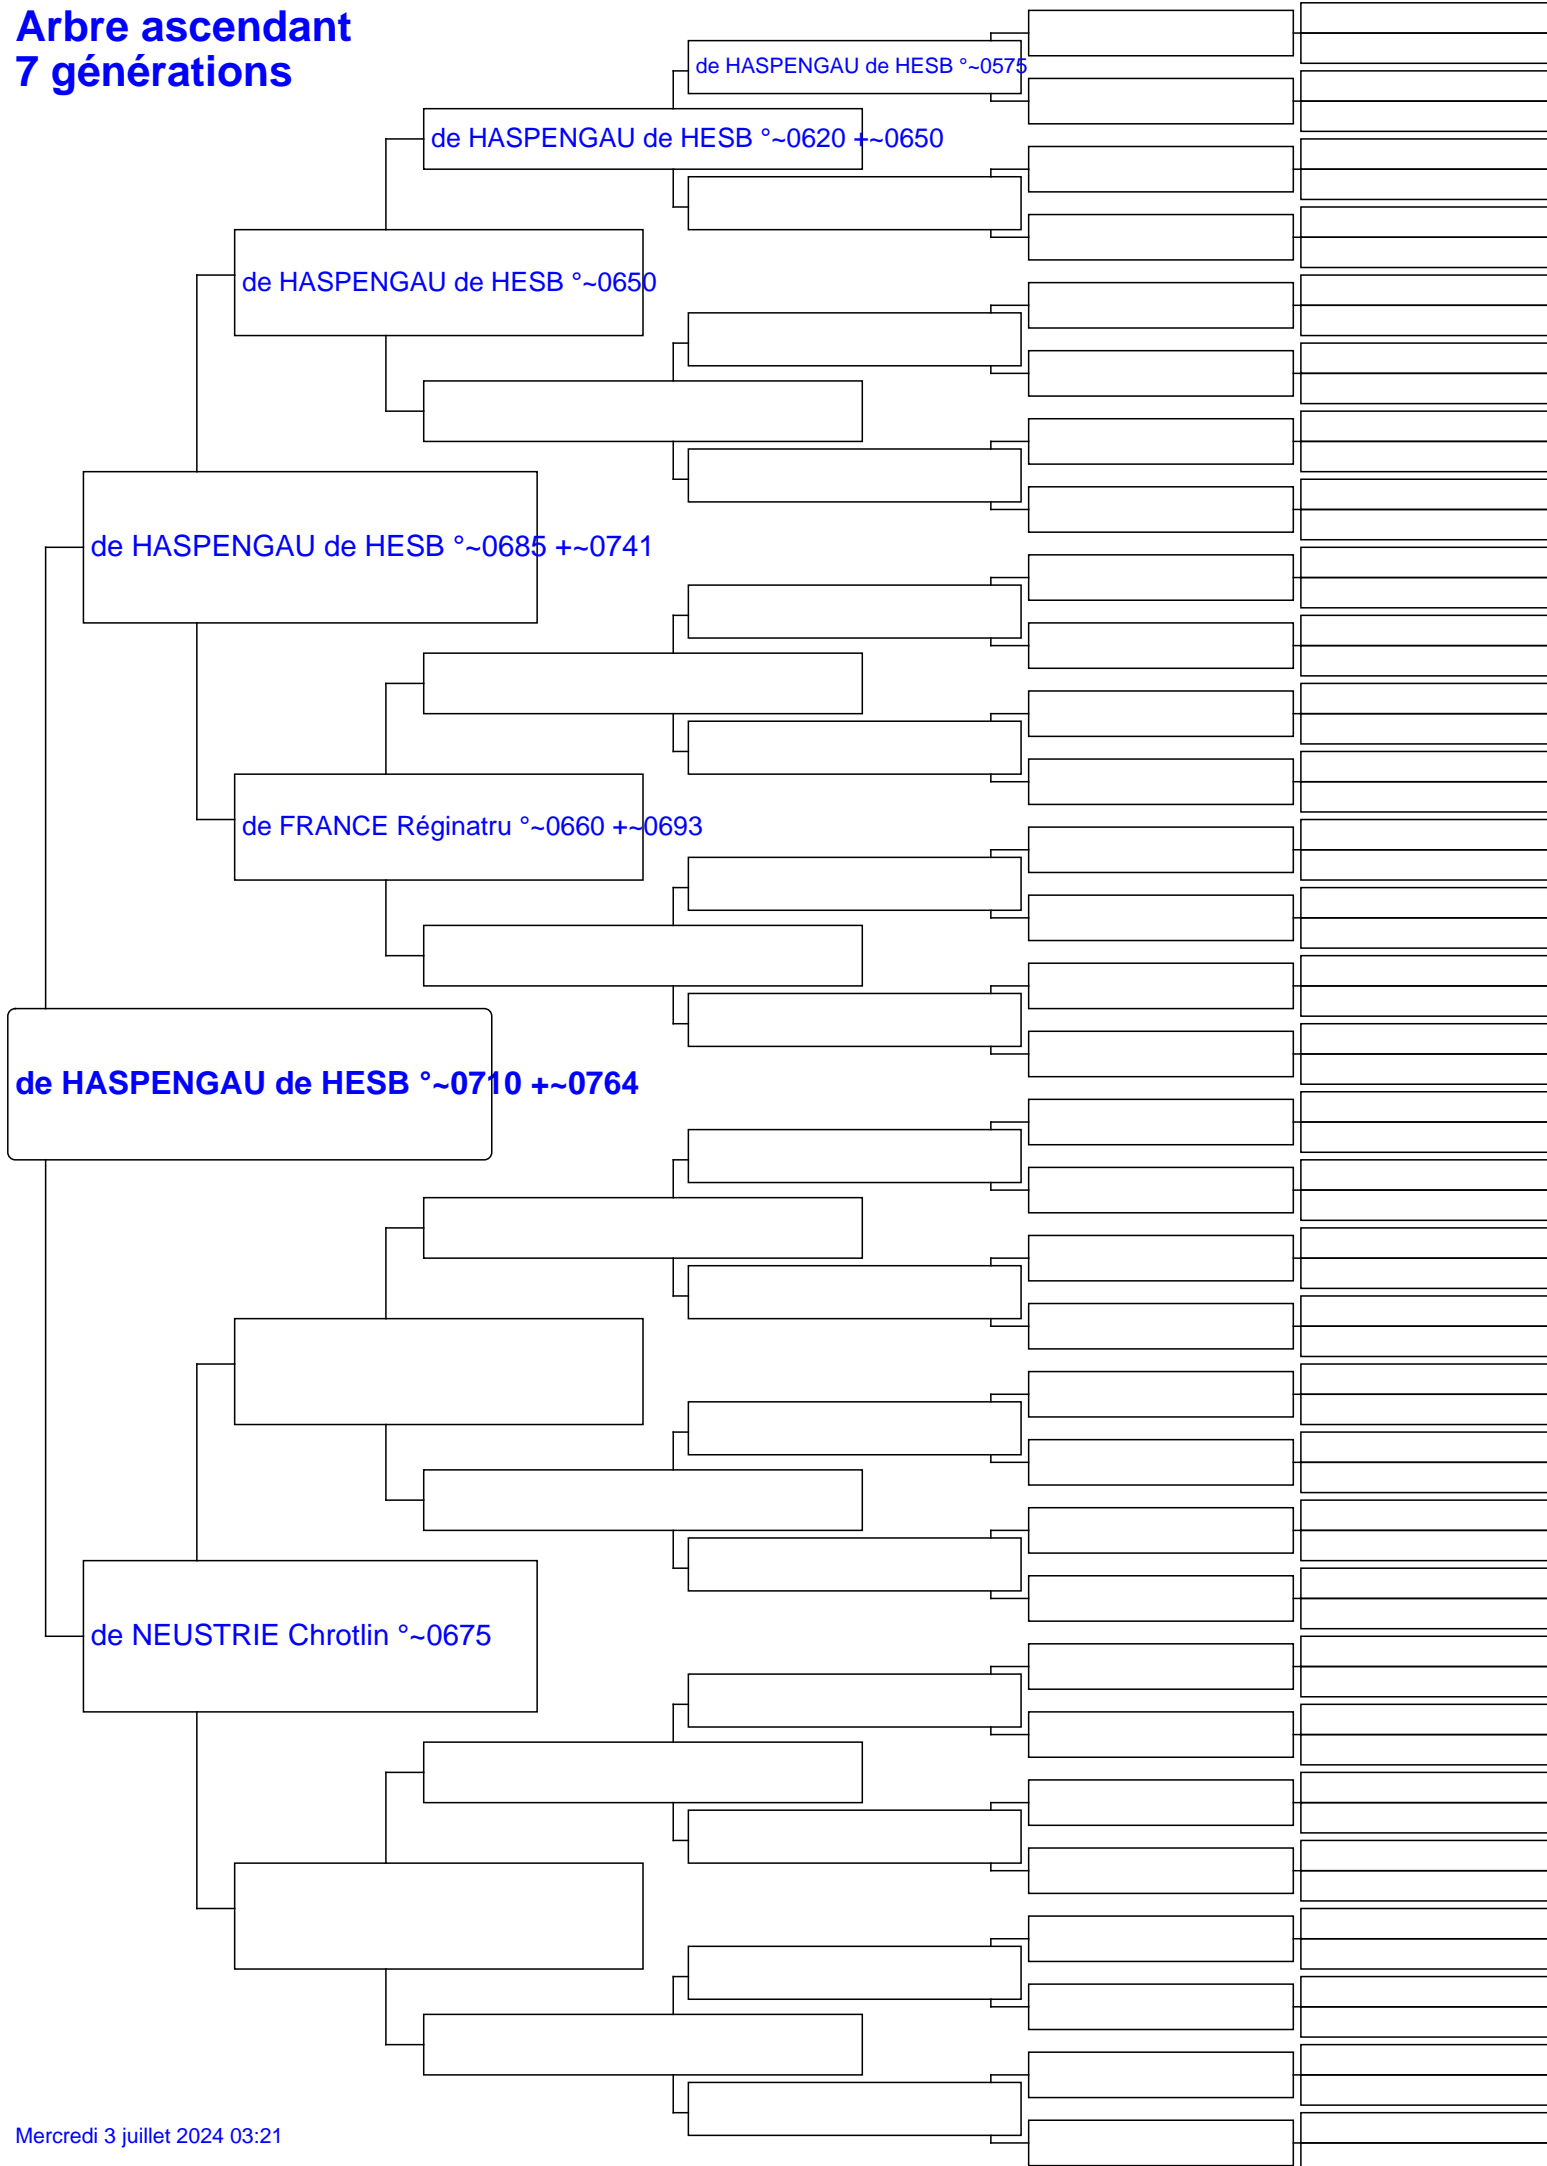 Arbre ascendant
7 générations
de HASPENGAU de HESB °~0575
de HASPENGAU de HESB °~0620 +~0650
de HASPENGAU de HESB °~0650
de HASPENGAU de HESB °~0685 +~0741
de FRANCE Réginatru °~0660 +~0693
de HASPENGAU de HESB °~0710 +~0764
de NEUSTRIE Chrotlin °~0675
Mercredi 3 juillet 2024 03:21